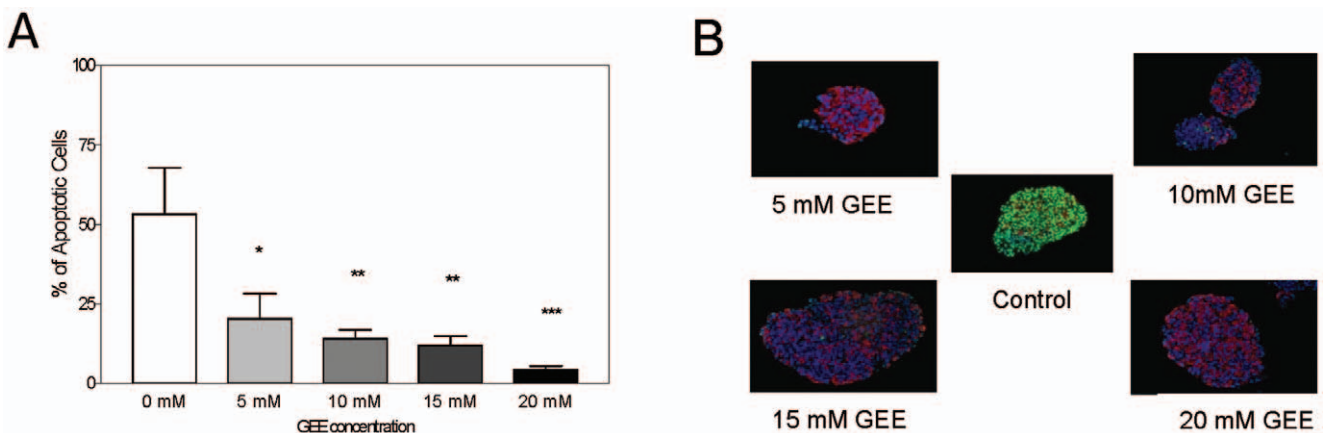 A
% of Apoptotic Cells
100
75
50
25
0
*
**
**
***
0 mM 5 mM 10 mM 15 mM 20 mM
GEE concentration
B
5 mM GEE
10mM GEE
Control
15 mM GEE
20 mM GEE